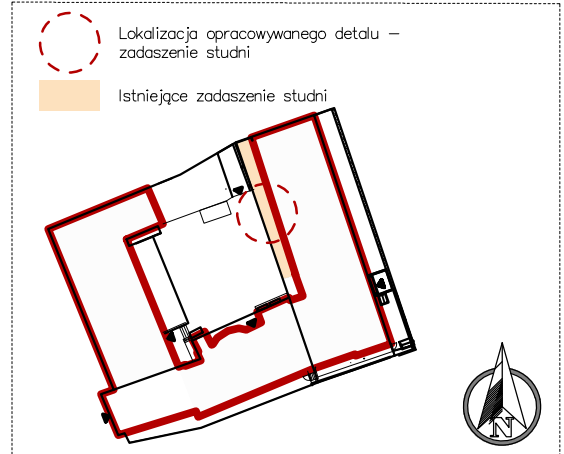 Lokalizacja opracowywanego detalu –
zadaszenie studni
Istniejące zadaszenie studni
N